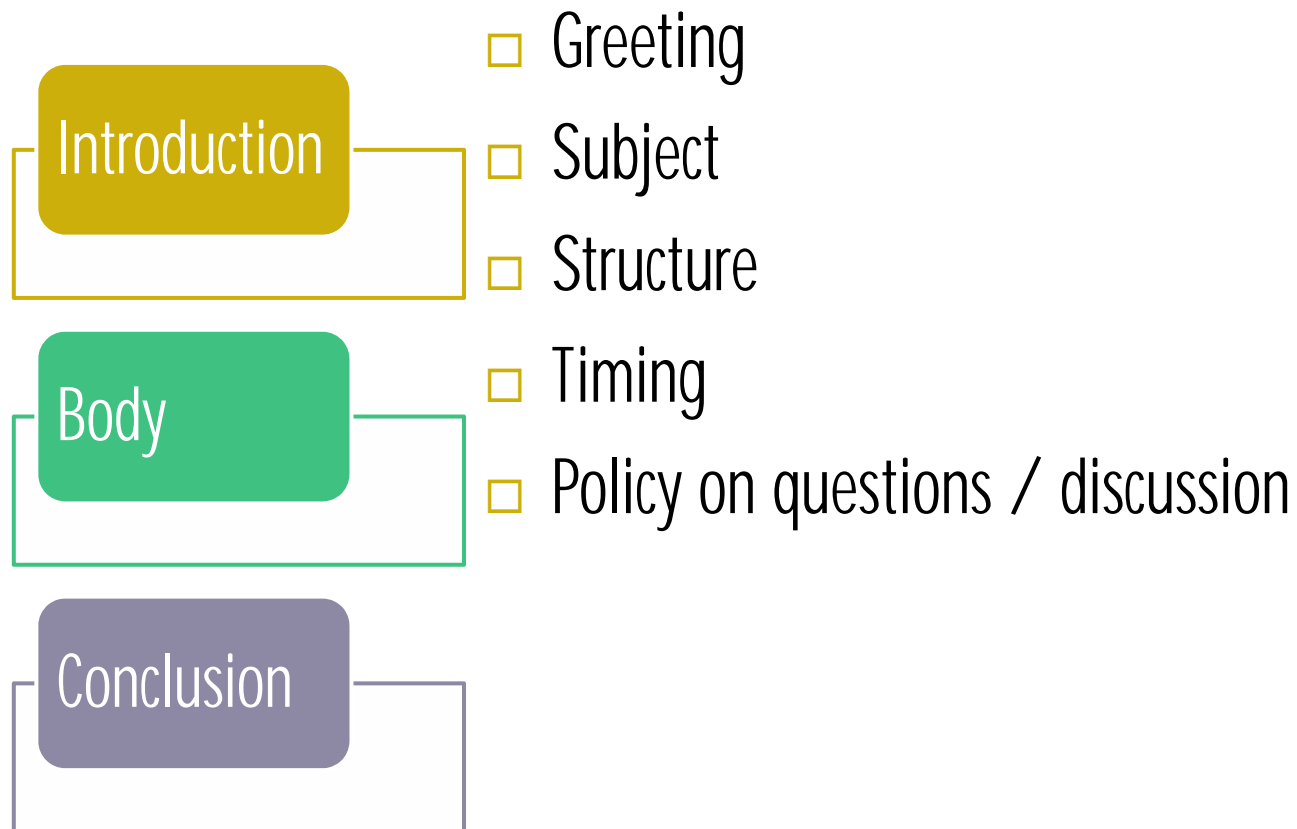 Introduction
Body
Conclusion
Greeting
Subject
Structure
Timing
Policy on questions / discussion